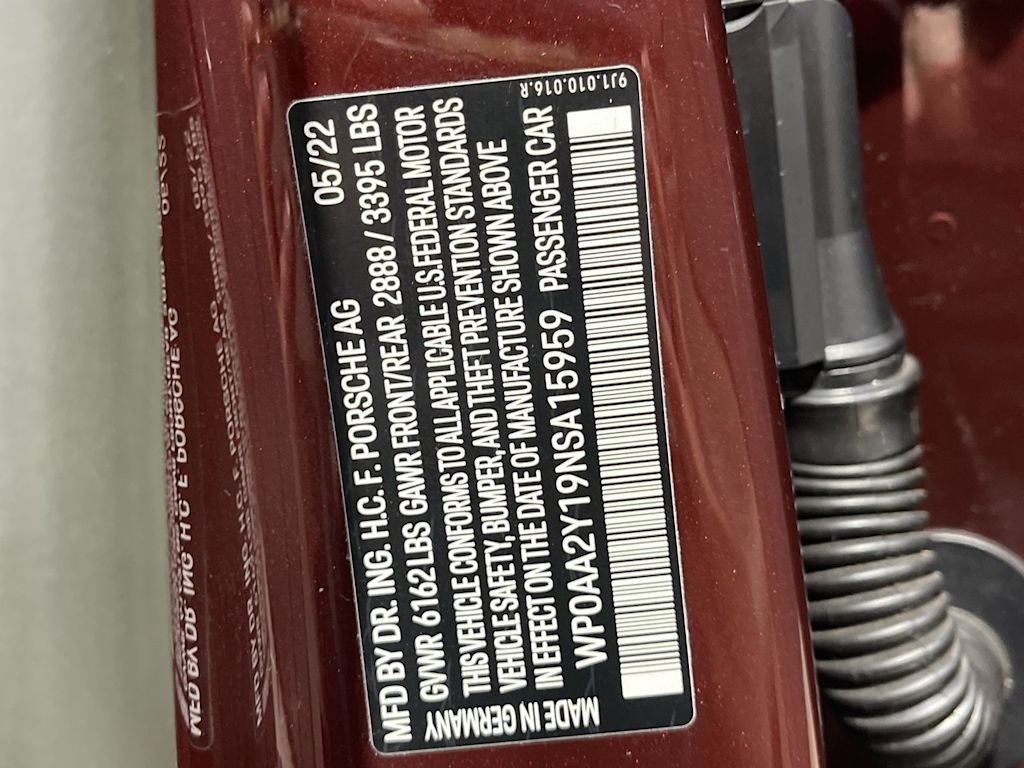 MFD BY DR. ING. H.C. F. PORSCHE AG 05/22
GVWR 6162 LBS GAWR FRONT/REAR 2888 / 3395 LBS
THIS VEHICLE CONFORMS TO ALL APPLICABLE U.S. FEDERAL MOTOR
VEHICLE SAFETY, BUMPER, AND THEFT PREVENTION STANDARDS
IN EFFECT ON THE DATE OF MANUFACTURE SHOWN ABOVE
WP0AA2Y19NSA15959 PASSENGER CAR
MADE IN GERMANY
9J1.010.016.R